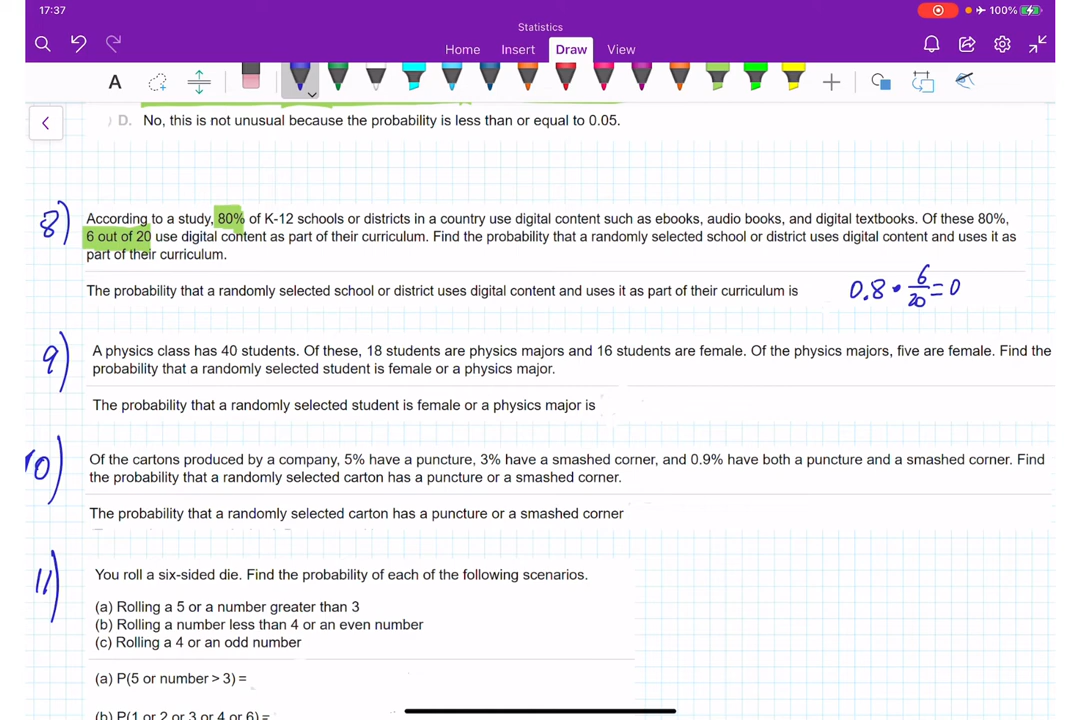 17:37
100%
Statistics
Home Insert Draw View
A
D. No, this is not unusual because the probability is less than or equal to 0.05.
8)
According to a study, 80% of K-12 schools or districts in a country use digital content such as ebooks, audio books, and digital textbooks. Of these 80%,
6 out of 20 use digital content as part of their curriculum. Find the probability that a randomly selected school or district uses digital content and uses it as
part of their curriculum.
The probability that a randomly selected school or district uses digital content and uses it as part of their curriculum is 0.8 • 6/20 = 0
9)
A physics class has 40 students. Of these, 18 students are physics majors and 16 students are female. Of the physics majors, five are female. Find the
probability that a randomly selected student is female or a physics major.
The probability that a randomly selected student is female or a physics major is
10)
Of the cartons produced by a company, 5% have a puncture, 3% have a smashed corner, and 0.9% have both a puncture and a smashed corner. Find
the probability that a randomly selected carton has a puncture or a smashed corner.
The probability that a randomly selected carton has a puncture or a smashed corner
11)
You roll a six-sided die. Find the probability of each of the following scenarios.
(a) Rolling a 5 or a number greater than 3
(b) Rolling a number less than 4 or an even number
(c) Rolling a 4 or an odd number
(a) P(5 or number > 3) =
(b) P(1 or 2 or 3 or 4 or 6) =